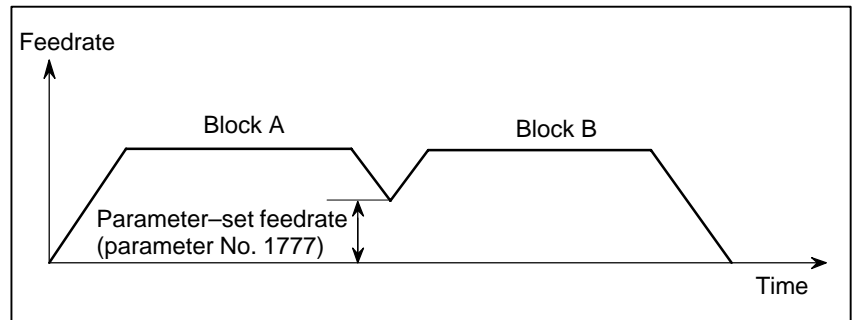 Feedrate
Block A
Block B
Parameter–set feedrate
(parameter No. 1777)
Time